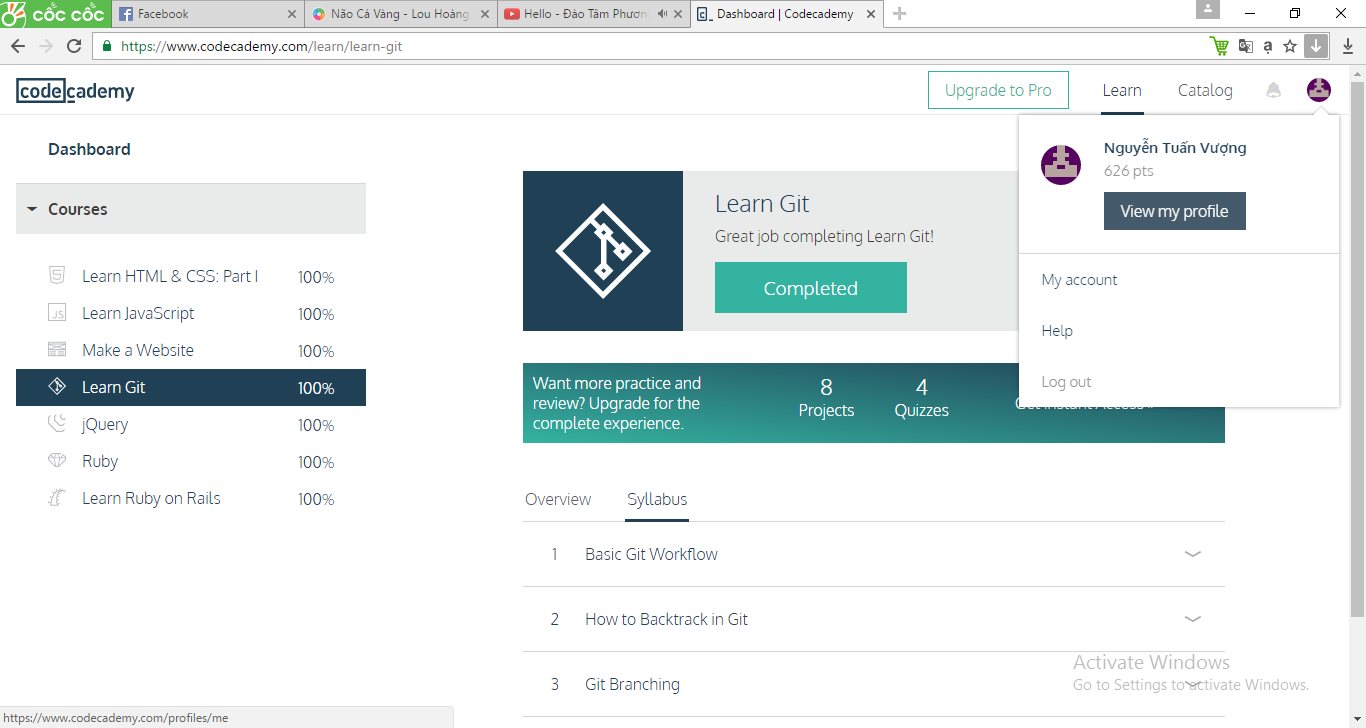 cốc cốc
Facebook
Não Cá Vàng - Lou Hoàng,
Hello - Đào Tâm Phươn
Dashboard | Codecademy
https://www.codecademy.com/learn/learn-git
codecademy
Upgrade to Pro
Learn
Catalog
Nguyễn Tuấn Vượng
626 pts
View my profile
My account
Help
Log out
Dashboard
Courses
Learn HTML & CSS: Part I 100%
Learn JavaScript 100%
Make a Website 100%
Learn Git 100%
jQuery 100%
Ruby 100%
Learn Ruby on Rails 100%
Learn Git
Great job completing Learn Git!
Completed
Want more practice and
review? Upgrade for the
complete experience.
8
Projects
4
Quizzes
Get Instant Access »
Overview
Syllabus
1 Basic Git Workflow
2 How to Backtrack in Git
3 Git Branching
Activate Windows
Go to Settings to activate Windows.
https://www.codecademy.com/profiles/me